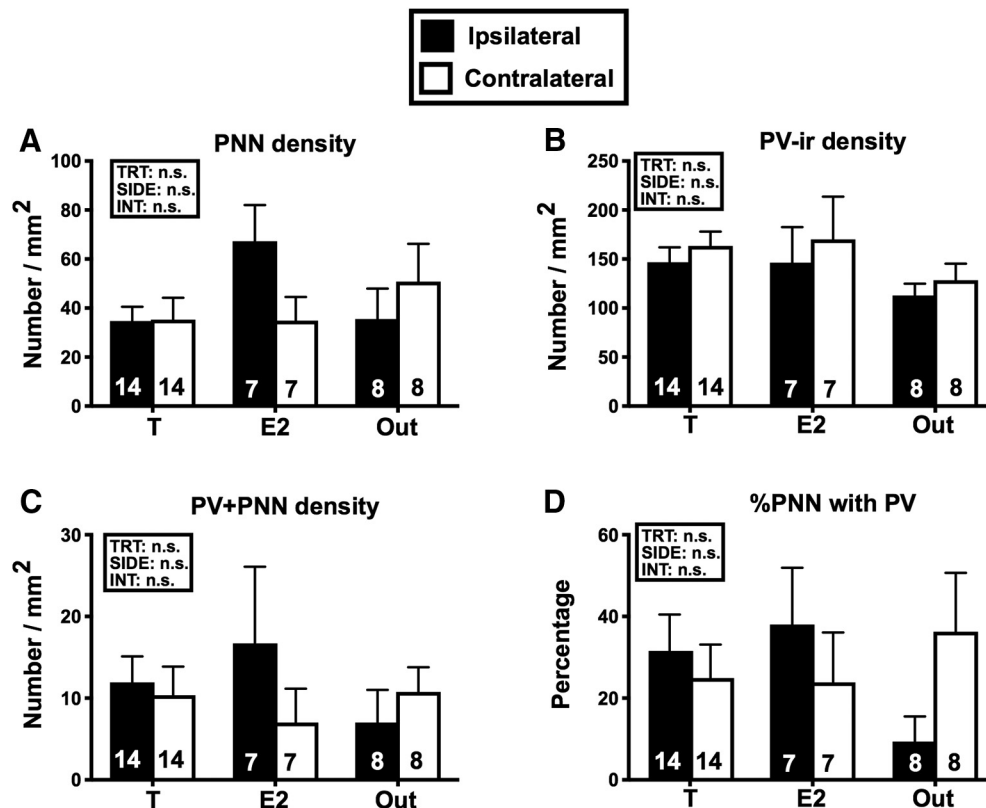 Ipsilateral
Contralateral
A
PNN density
Number / mm²
100
80
60
40
20
0
TRT: n.s.
SIDE: n.s.
INT: n.s.
14 14 7 7 8 8
T E2 Out
B
PV-ir density
Number / mm²
250
200
150
100
50
0
TRT: n.s.
SIDE: n.s.
INT: n.s.
14 14 7 7 8 8
T E2 Out
C
PV+PNN density
Number / mm²
30
20
10
0
TRT: n.s.
SIDE: n.s.
INT: n.s.
14 14 7 7 8 8
T E2 Out
D
%PNN with PV
Percentage
60
40
20
0
TRT: n.s.
SIDE: n.s.
INT: n.s.
14 14 7 7 8 8
T E2 Out